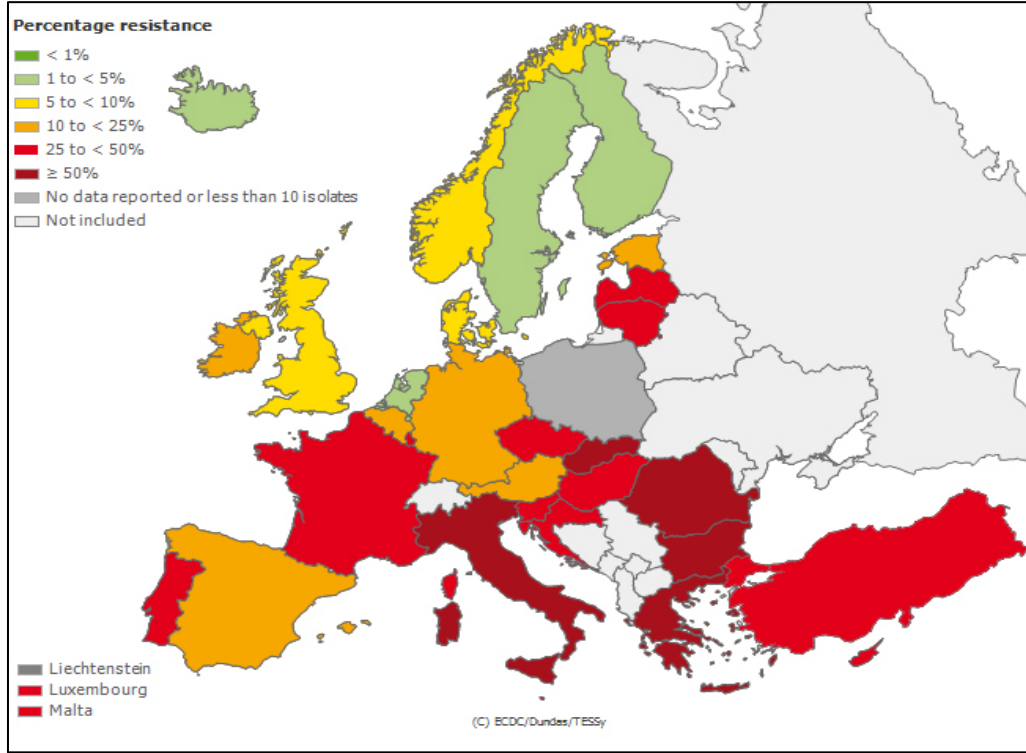 Percentage resistance
< 1%
1 to < 5%
5 to < 10%
10 to < 25%
25 to < 50%
≥ 50%
No data reported or less than 10 isolates
Not included
Liechtenstein
Luxembourg
Malta
(C) ECDC/Dundas/TESSy